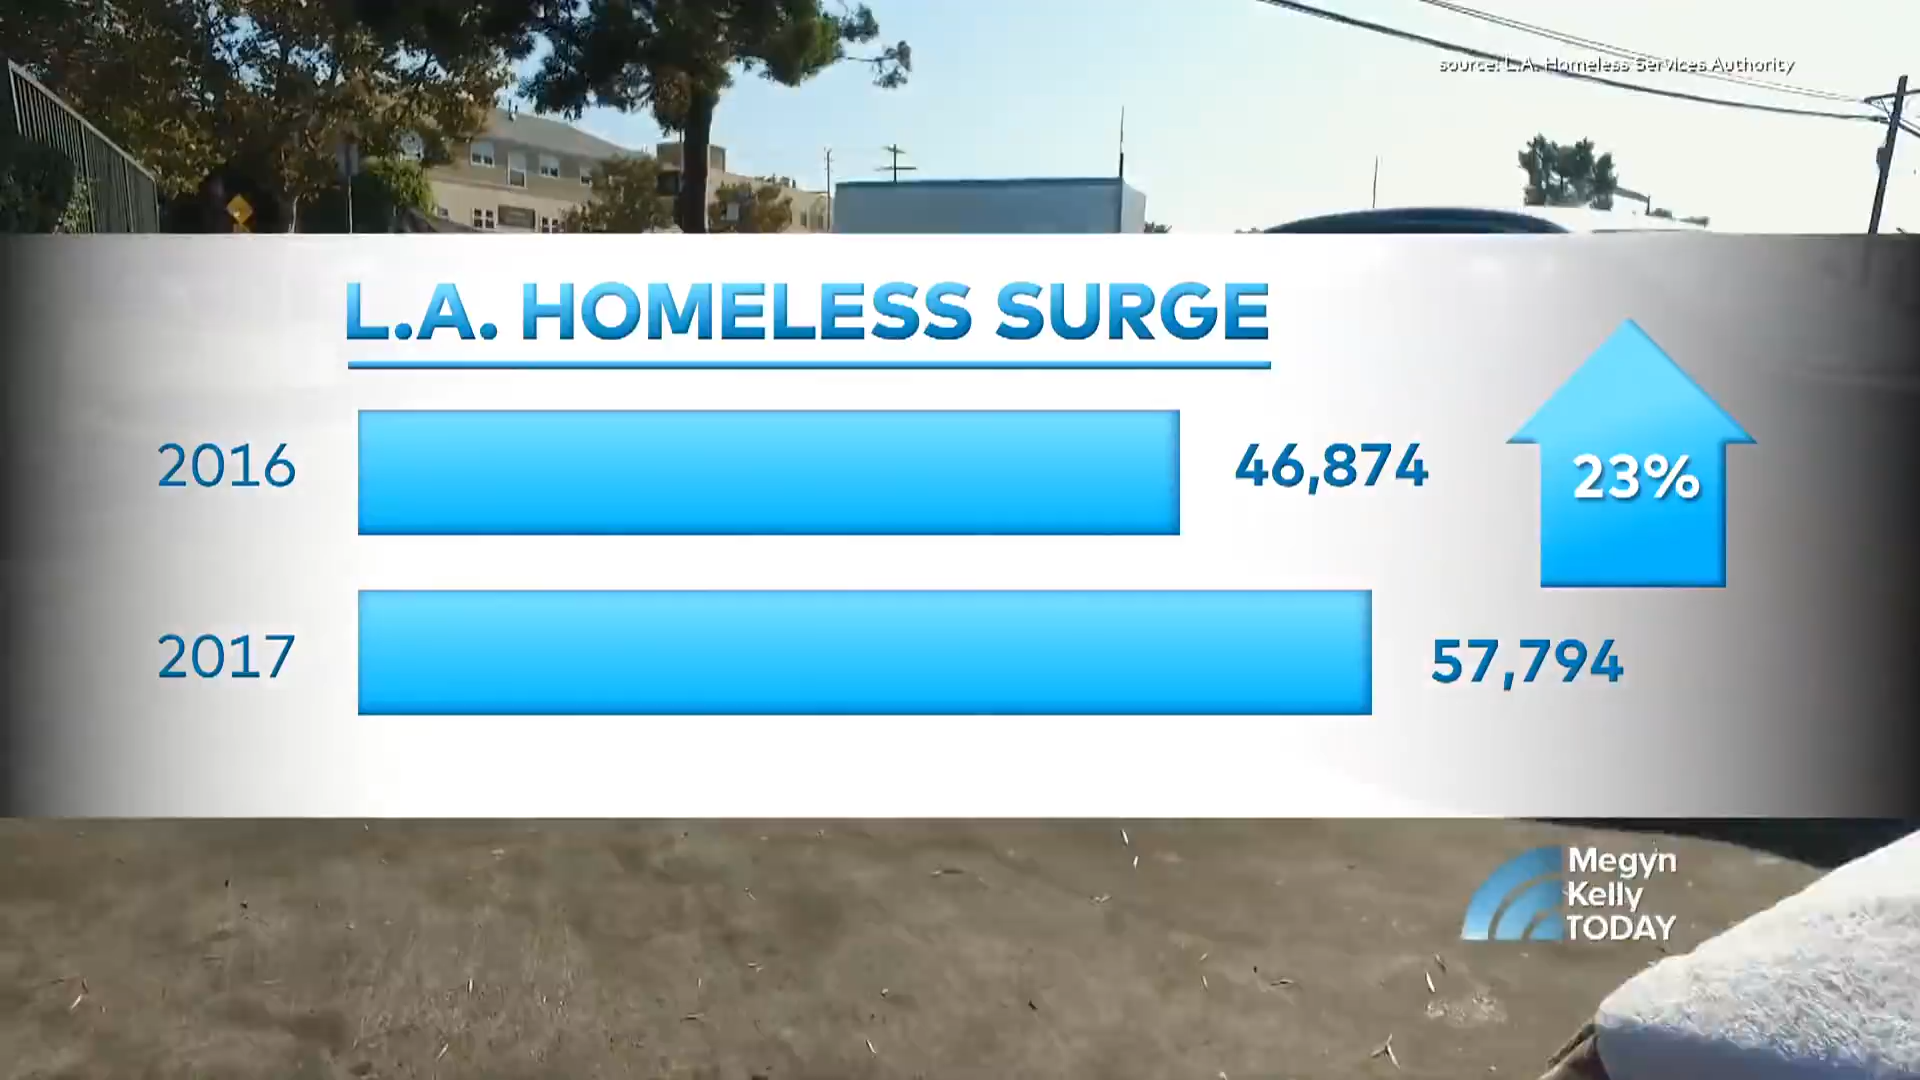 source: L.A. Homeless Services Authority
L.A. HOMELESS SURGE
2016
46,874
23%
2017
57,794
Megyn
Kelly
TODAY